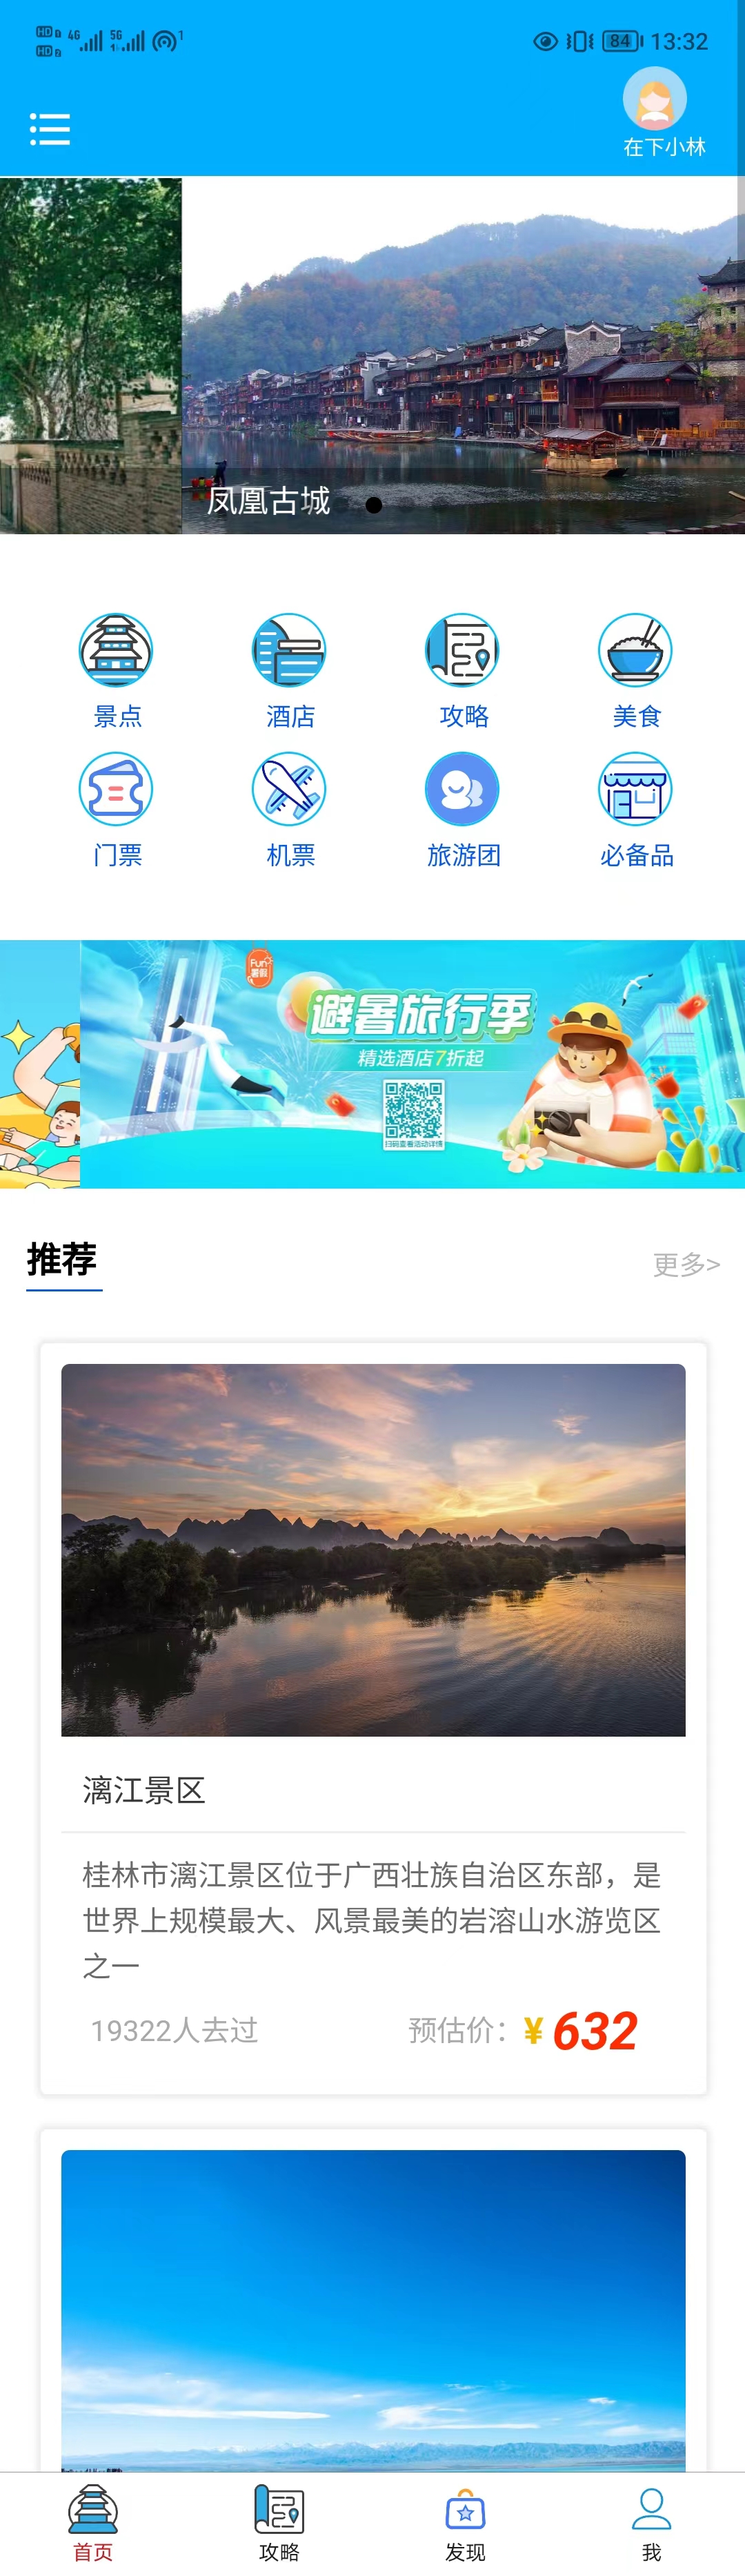 HD 1 4G 5G 1
HD 2
84 13:32
在下小林
凤凰古城
景点 酒店 攻略 美食
门票 机票 旅游团 必备品
Fun
暑假
避暑旅行季
精选酒店7折起
扫码查看活动详情
推荐 更多>
漓江景区
桂林市漓江景区位于广西壮族自治区东部，是
世界上规模最大、风景最美的岩溶山水游览区
之一
19322人去过 预估价：¥ 632
首页 攻略 发现 我